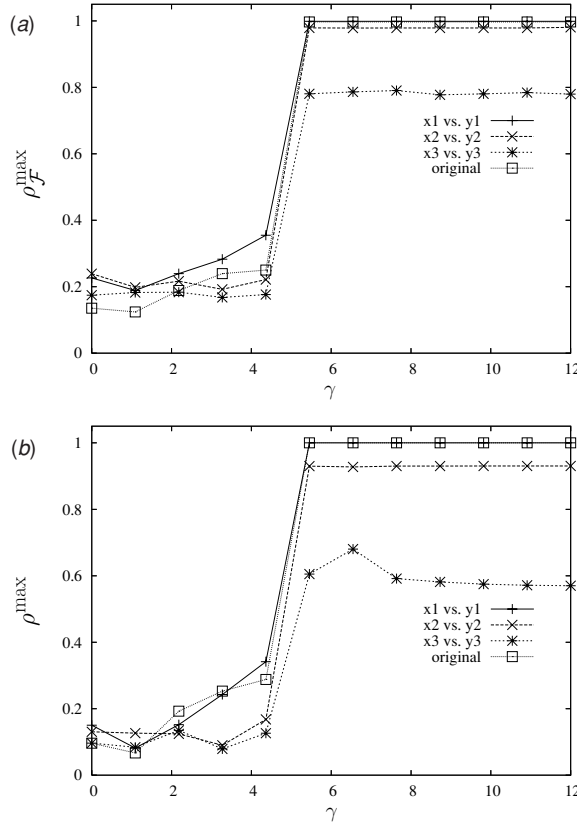 (a)
1
0.8
0.6
0.4
0.2
0
ρ_F^max
x1 vs. y1
x2 vs. y2
x3 vs. y3
original
0 2 4 6 8 10 12
γ
(b)
1
0.8
0.6
0.4
0.2
0
ρ^max
x1 vs. y1
x2 vs. y2
x3 vs. y3
original
0 2 4 6 8 10 12
γ